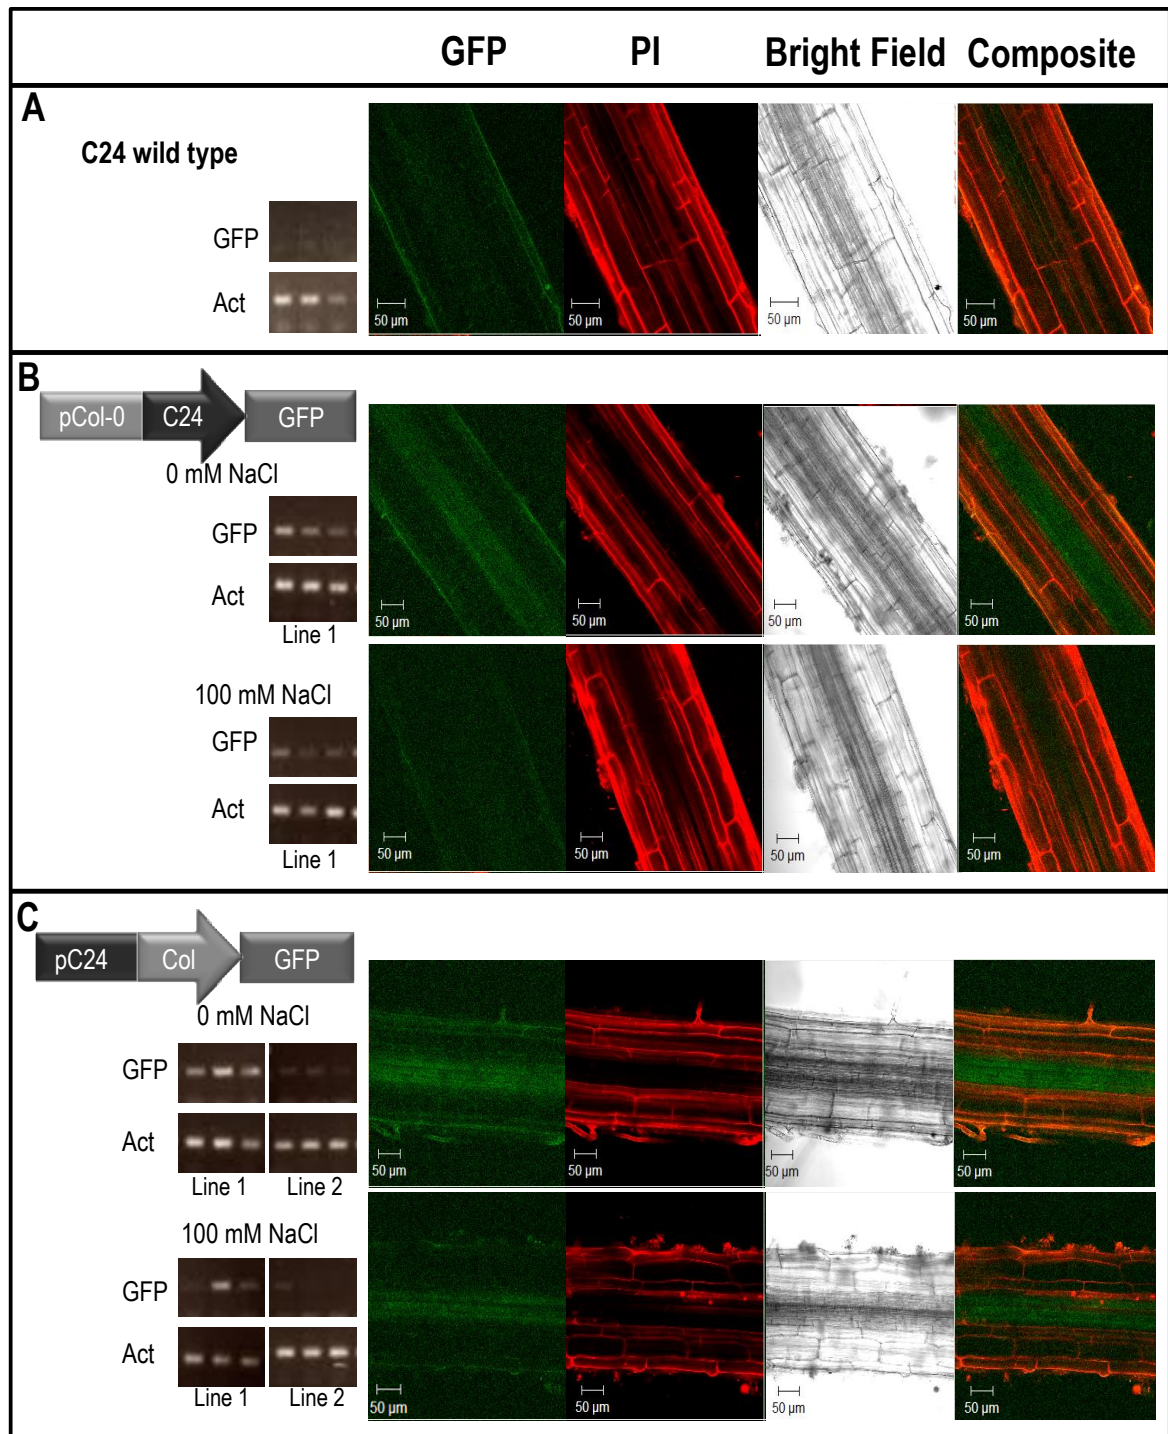 GFP PI Bright Field Composite
A
C24 wild type
GFP
Act
50 µm 50 µm 50 µm 50 µm
B
pCol-0 C24 GFP
0 mM NaCl
GFP
Act
Line 1
50 µm 50 µm 50 µm 50 µm
100 mM NaCl
GFP
Act
Line 1
50 µm 50 µm 50 µm 50 µm
C
pC24 Col GFP
0 mM NaCl
GFP
Act
Line 1 Line 2
50 µm 50 µm 50 µm 50 µm
100 mM NaCl
GFP
Act
Line 1 Line 2
50 µm 50 µm 50 µm 50 µm